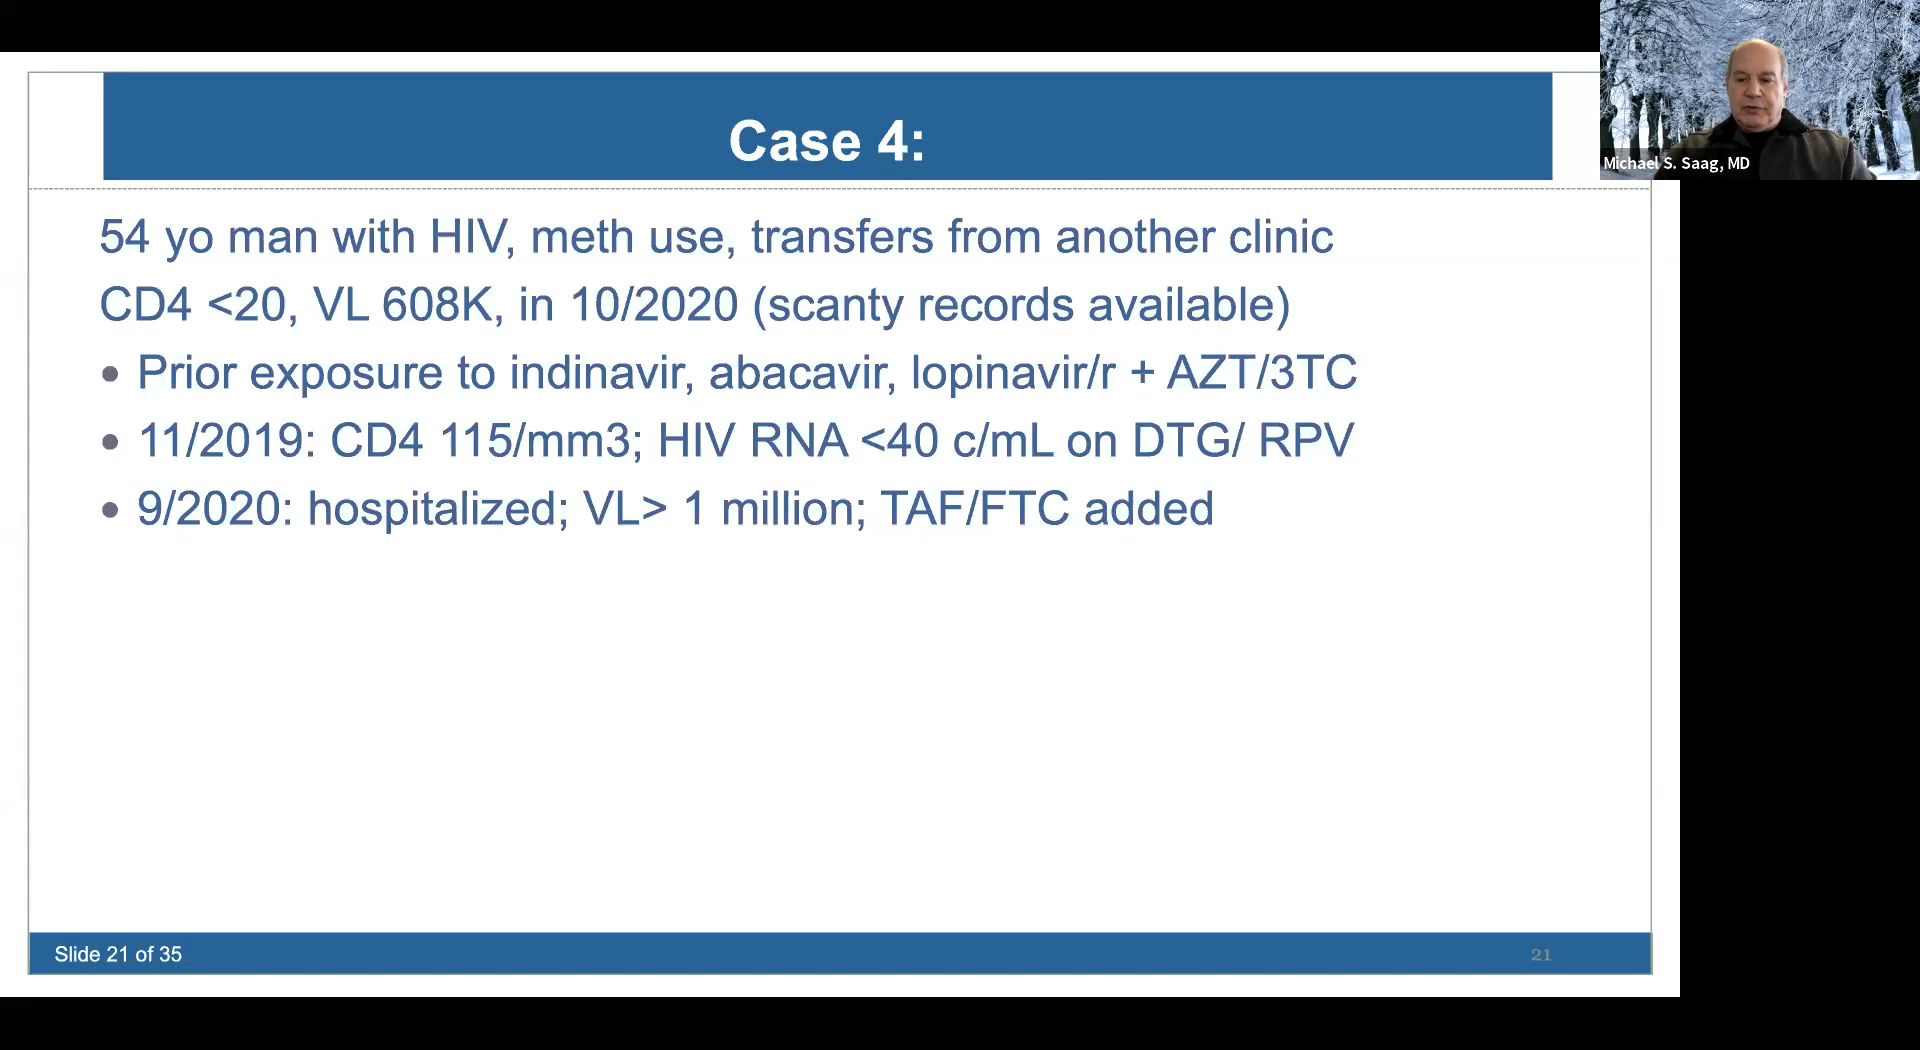 Case 4:
Michael S. Saag, MD
54 yo man with HIV, meth use, transfers from another clinic
CD4 <20, VL 608K, in 10/2020 (scanty records available)
• Prior exposure to indinavir, abacavir, lopinavir/r + AZT/3TC
• 11/2019: CD4 115/mm3; HIV RNA <40 c/mL on DTG/ RPV
• 9/2020: hospitalized; VL> 1 million; TAF/FTC added
Slide 21 of 35
21